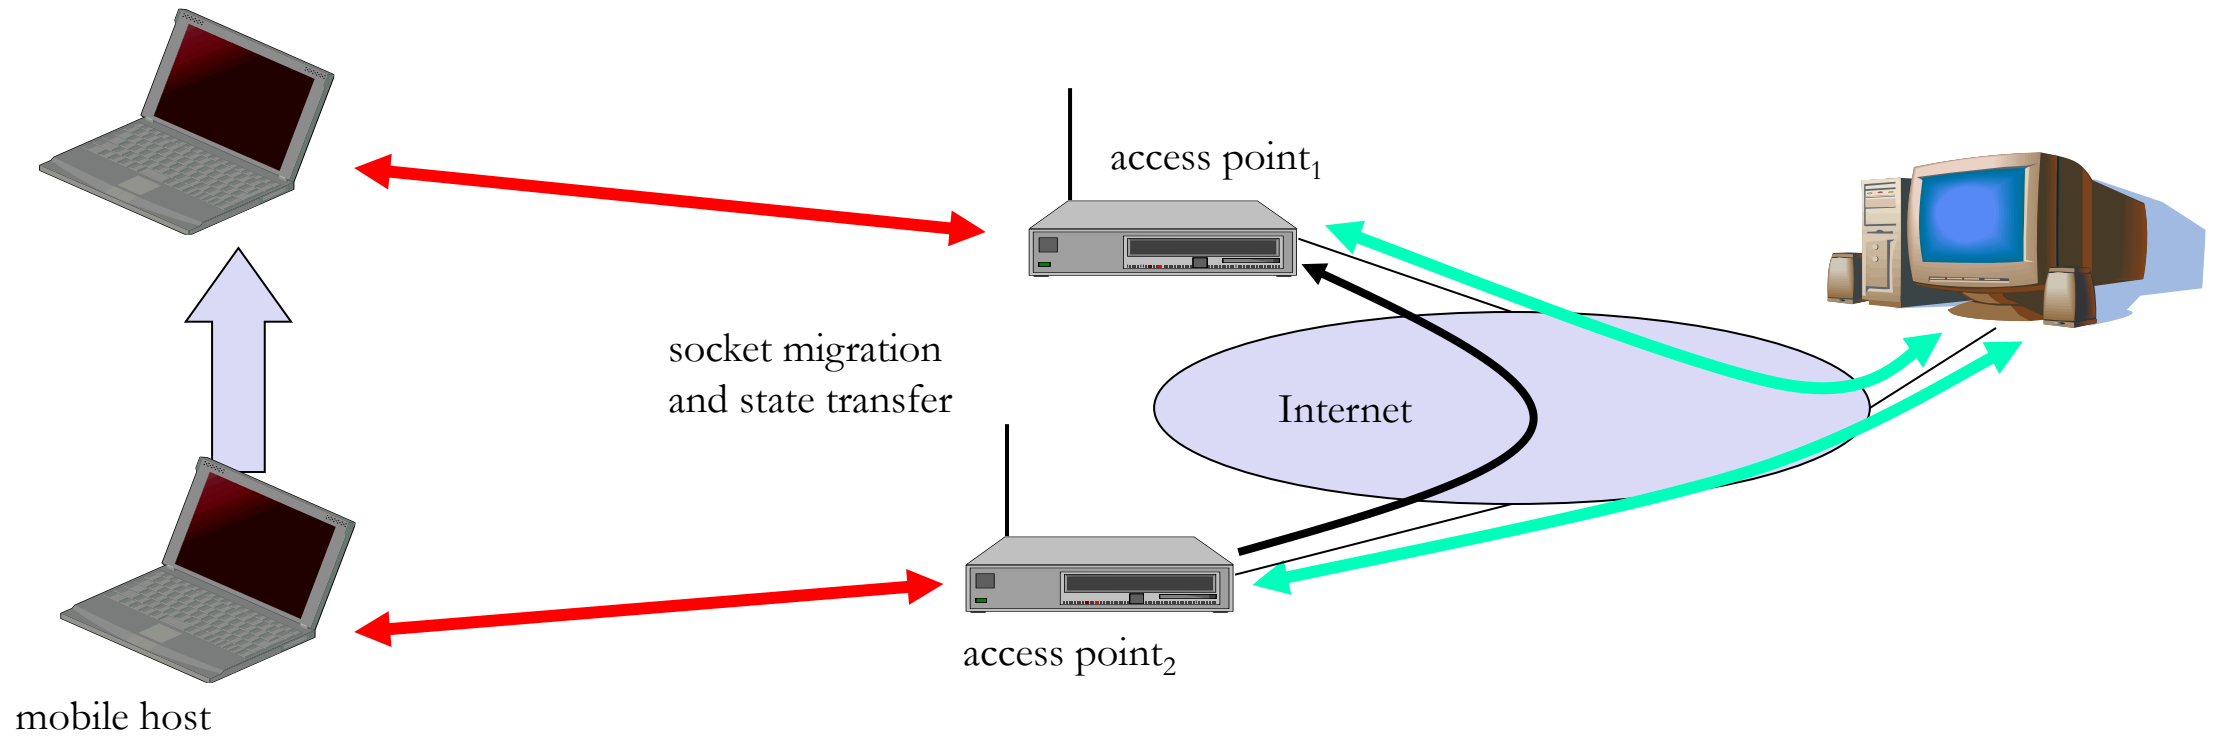 access point₁
socket migration
and state transfer
Internet
access point₂
mobile host